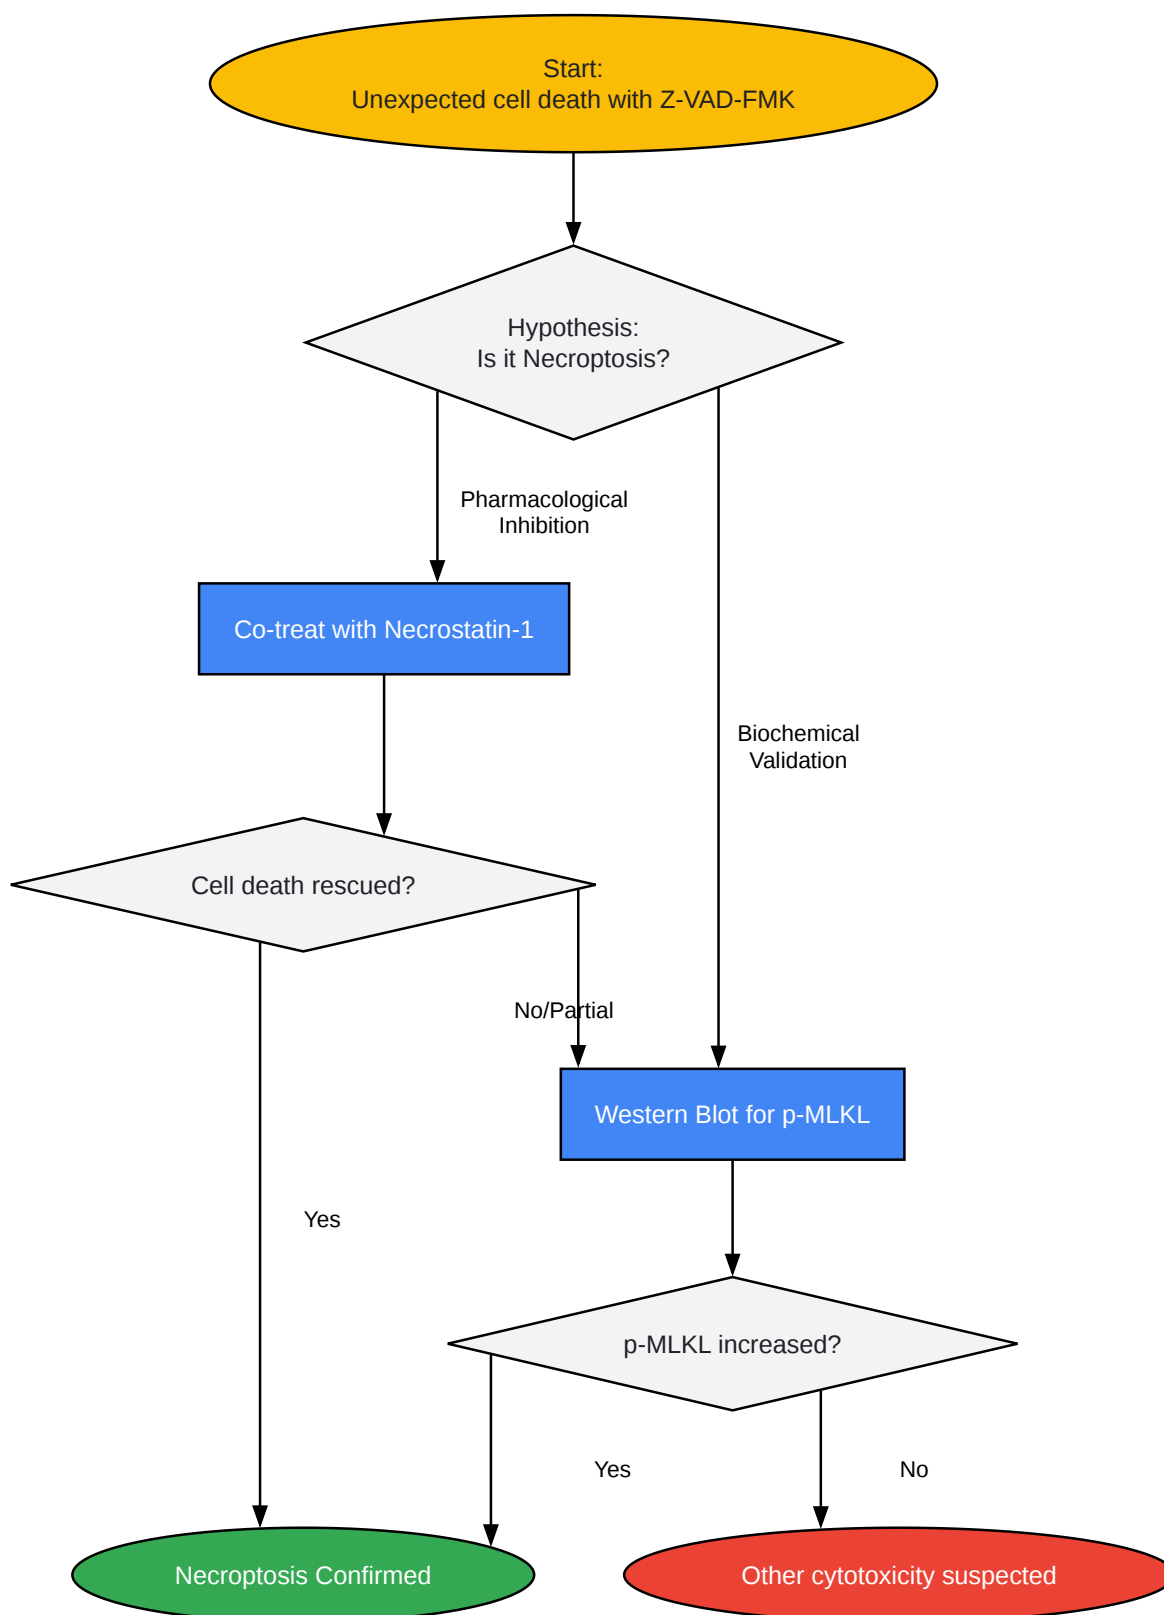 Start:
Unexpected cell death with Z-VAD-FMK
Hypothesis:
Is it Necroptosis?
Pharmacological
Inhibition
Co-treat with Necrostatin-1
Biochemical
Validation
Cell death rescued?
No/Partial
Western Blot for p-MLKL
Yes
p-MLKL increased?
Yes
No
Necroptosis Confirmed
Other cytotoxicity suspected